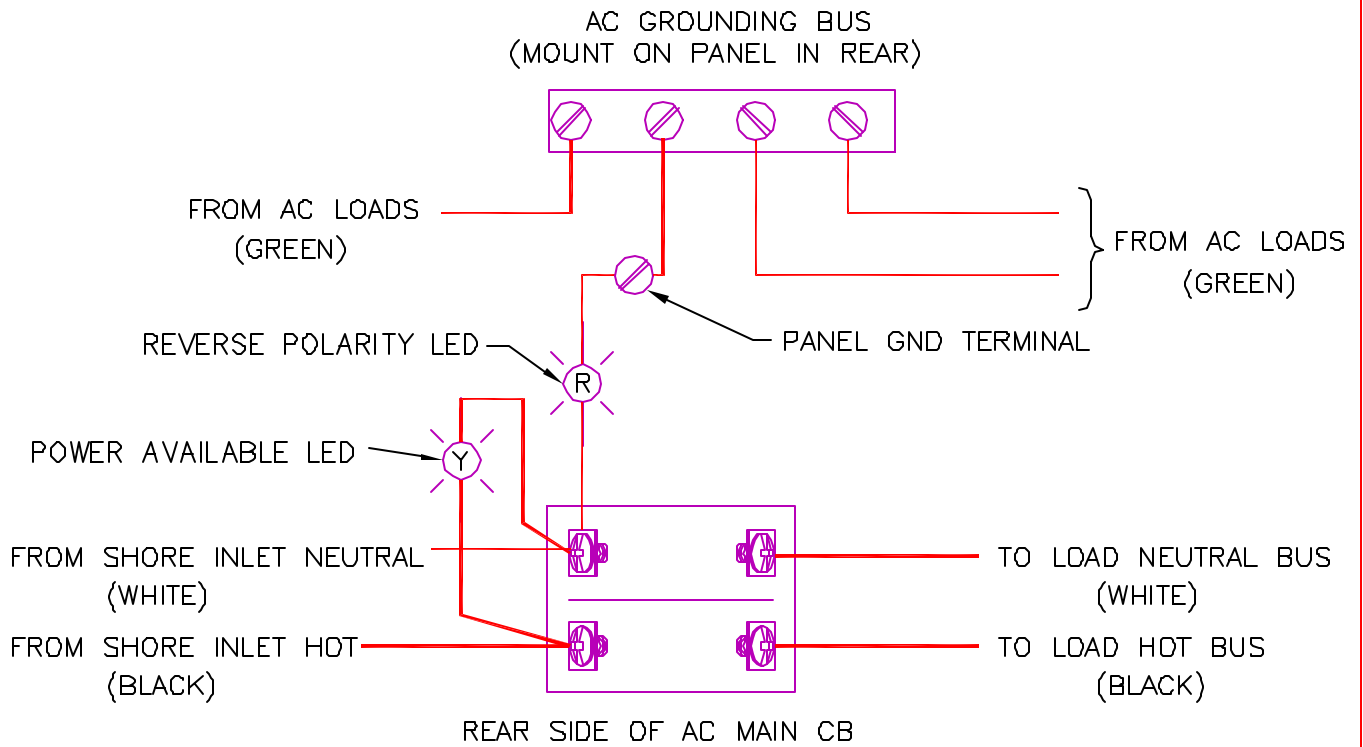 AC GROUNDING BUS
(MOUNT ON PANEL IN REAR)
FROM AC LOADS
(GREEN)
FROM AC LOADS
(GREEN)
PANEL GND TERMINAL
REVERSE POLARITY LED
R
POWER AVAILABLE LED
Y
FROM SHORE INLET NEUTRAL
(WHITE)
TO LOAD NEUTRAL BUS
(WHITE)
FROM SHORE INLET HOT
(BLACK)
TO LOAD HOT BUS
(BLACK)
REAR SIDE OF AC MAIN CB